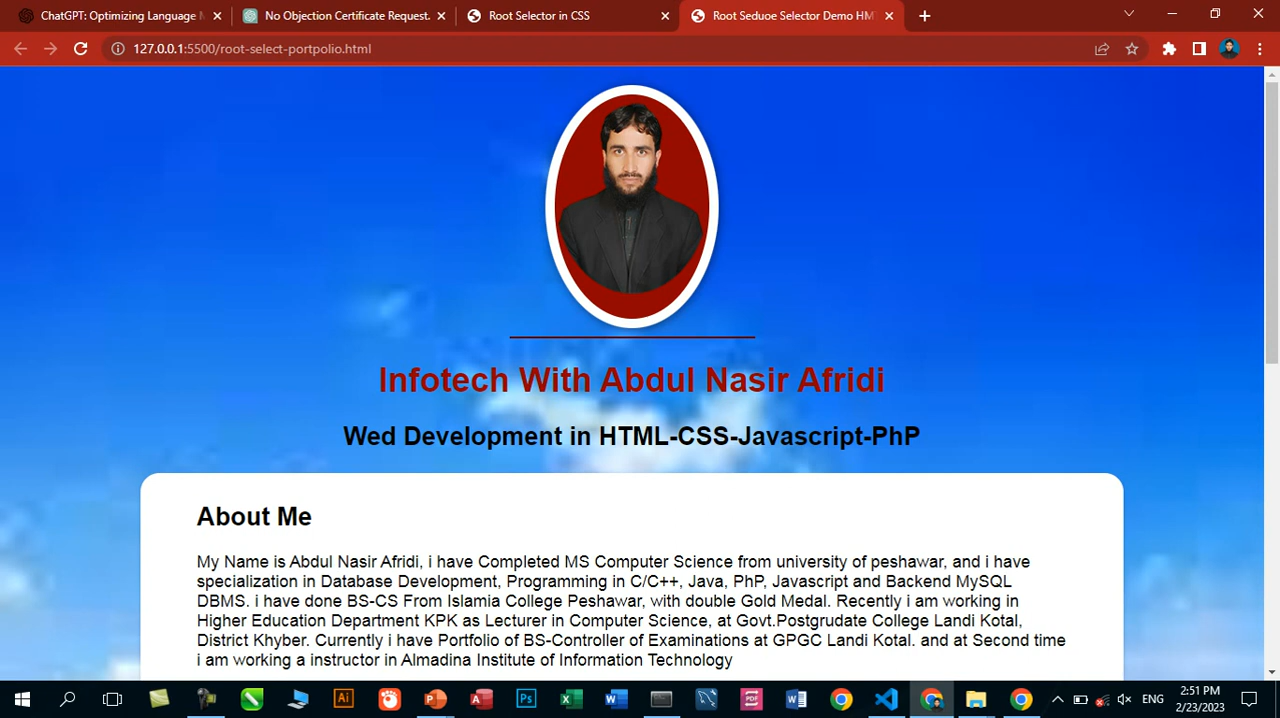 ChatGPT: Optimizing Language M
No Objection Certificate Request.
Root Selector in CSS
Root Seduoe Selector Demo HMT
127.0.0.1:5500/root-select-portpolio.html
Infotech With Abdul Nasir Afridi
Wed Development in HTML-CSS-Javascript-PhP
About Me
My Name is Abdul Nasir Afridi, i have Completed MS Computer Science from university of peshawar, and i have
specialization in Database Development, Programming in C/C++, Java, PhP, Javascript and Backend MySQL
DBMS. i have done BS-CS From Islamia College Peshawar, with double Gold Medal. Recently i am working in
Higher Education Department KPK as Lecturer in Computer Science, at Govt.Postgrudate College Landi Kotal,
District Khyber. Currently i have Portfolio of BS-Controller of Examinations at GPGC Landi Kotal. and at Second time
i am working a instructor in Almadina Institute of Information Technology
ENG
2:51 PM
2/23/2023